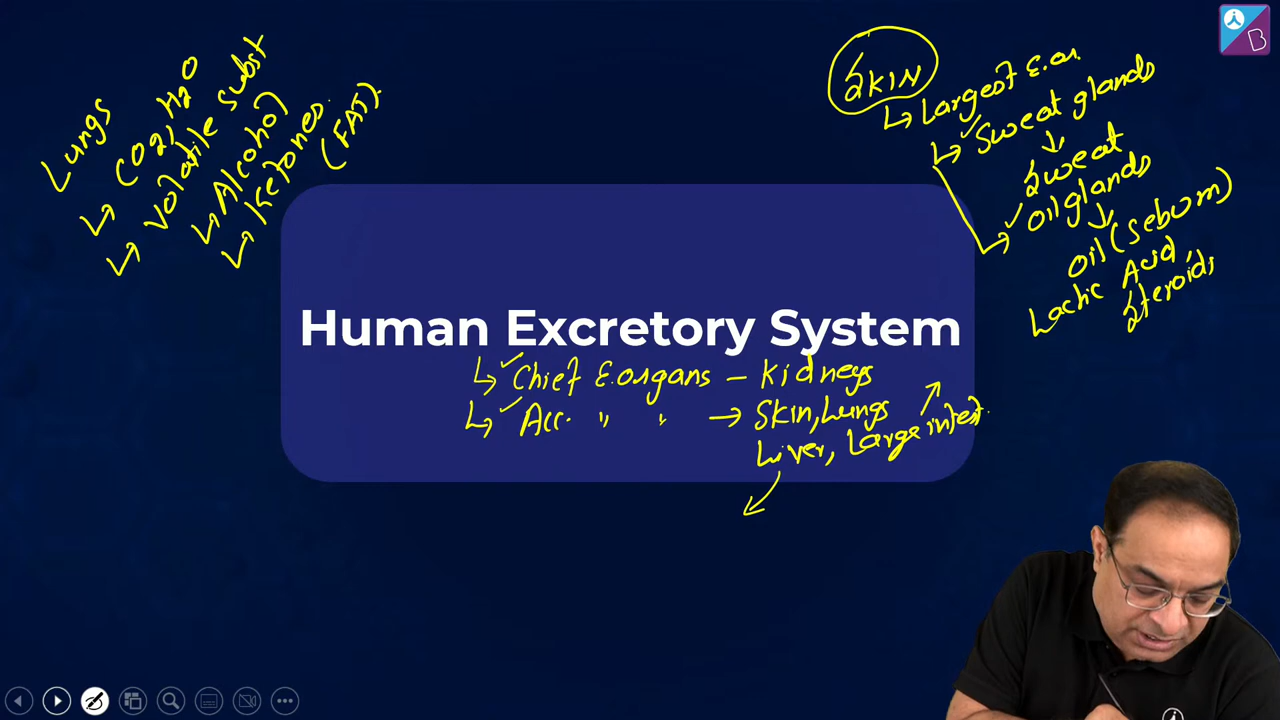 Lungs
↳ CO2, H2O
↳ Volatile Subst
↳ Alcohol
↳ Ketones.
(FAT).
SKIN
↳ Largest E.or.
↳ Sweat glands
↓
Sweat
↳ Oil glands
↓
Oil (Sebum)
Lactic Acid,
Steroids
Human Excretory System
↳ Chief E.organs – Kidneys
↳ Acc. " " → Skin, Lungs
Liver, Large intest.
B